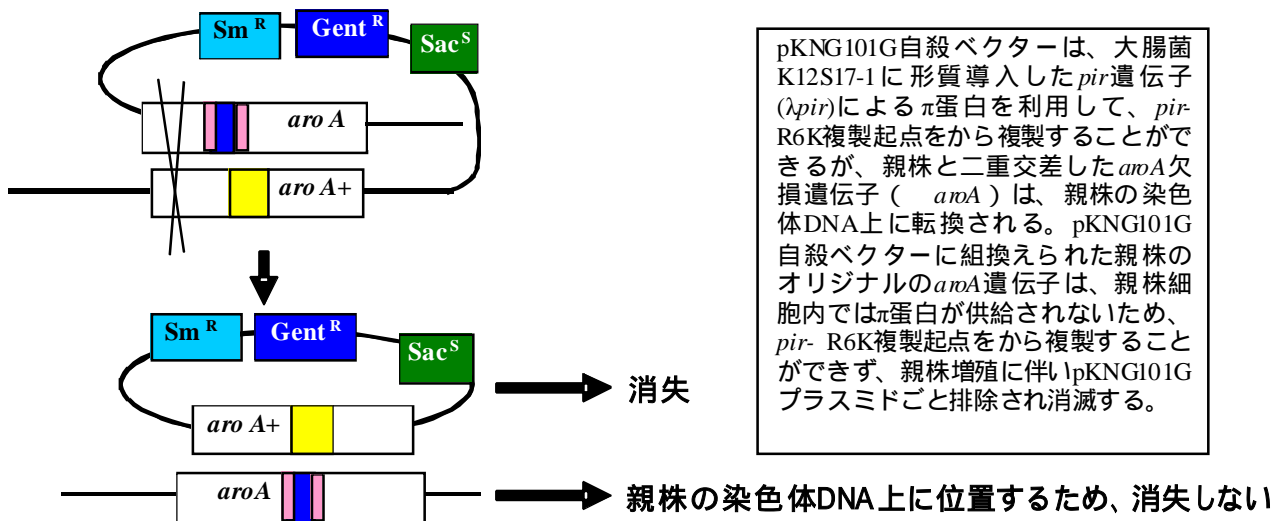 Sm R
Gent R
Sac S
aro A
aro A+
Sm R
Gent R
Sac S
aro A+
消失
aroA
親株の染色体DNA上に位置するため、消失しない
pKNG101G自殺ベクターは、大腸菌
K12S17-1に形質導入したpir遺伝子
(λpir)によるπ蛋白を利用して、pir-
R6K複製起点をから複製することがで
きるが、親株と二重交差したaroA欠
損遺伝子（　aroA）は、親株の染色
体DNA上に転換される。pKNG101G
自殺ベクターに組換えられた親株の
オリジナルのaroA遺伝子は、親株細
胞内ではπ蛋白が供給されないため、
pir- R6K複製起点をから複製すること
ができず、親株増殖に伴いpKNG101G
プラスミドごと排除され消滅する。